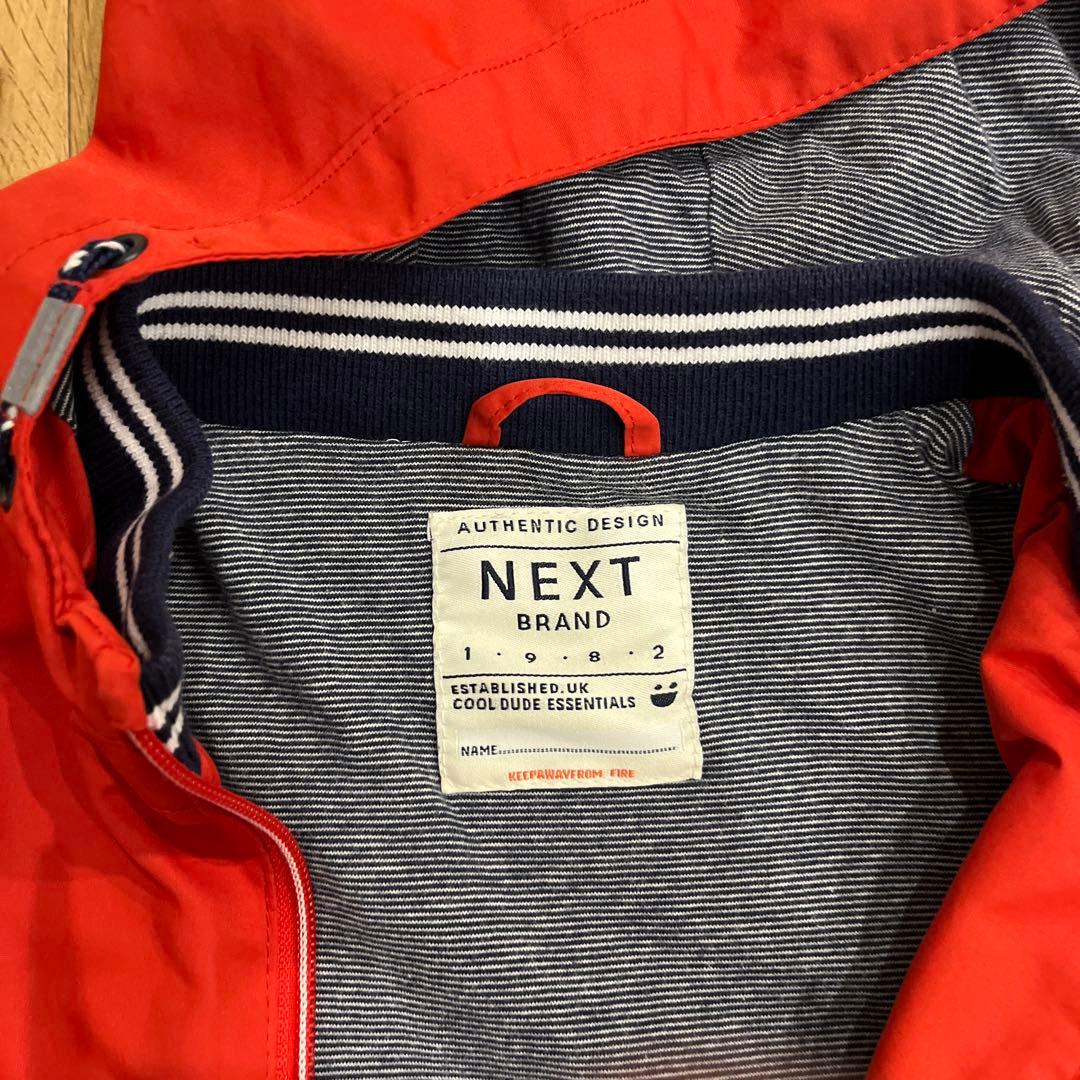 AUTHENTIC DESIGN
NEXT
BRAND
1 · 9 · 8 · 2
ESTABLISHED.UK
COOL DUDE ESSENTIALS
NAME................................
KEEPAWAYFROM FIRE